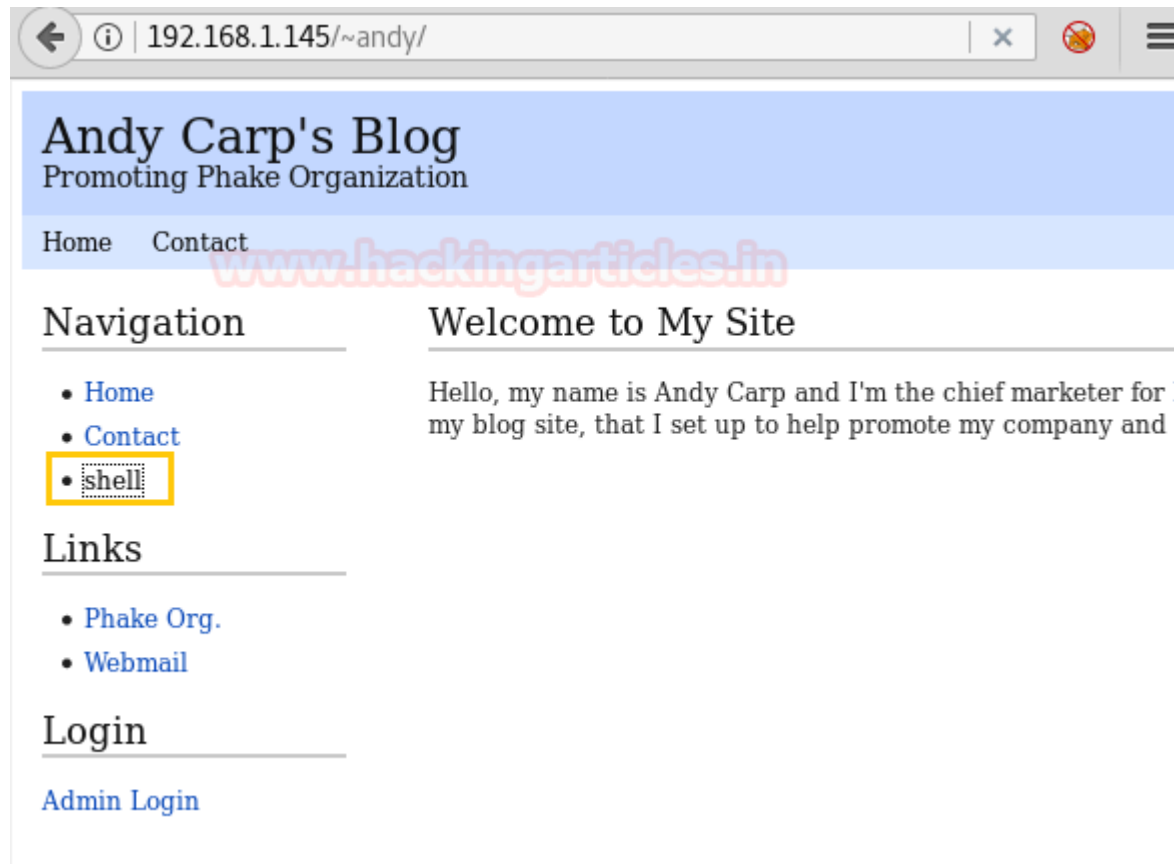 192.168.1.145/~andy/
Andy Carp's Blog
Promoting Phake Organization
Home Contact
www.hackingarticles.in
Navigation
Home
Contact
shell
Links
Phake Org.
Webmail
Login
Admin Login
Welcome to My Site
Hello, my name is Andy Carp and I'm the chief marketer for
my blog site, that I set up to help promote my company and